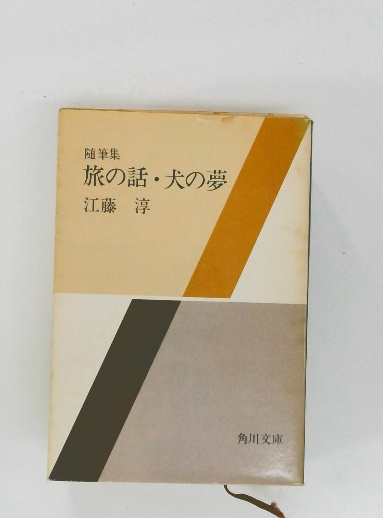 随筆集
旅の話・犬の夢
江藤 淳
角川文庫